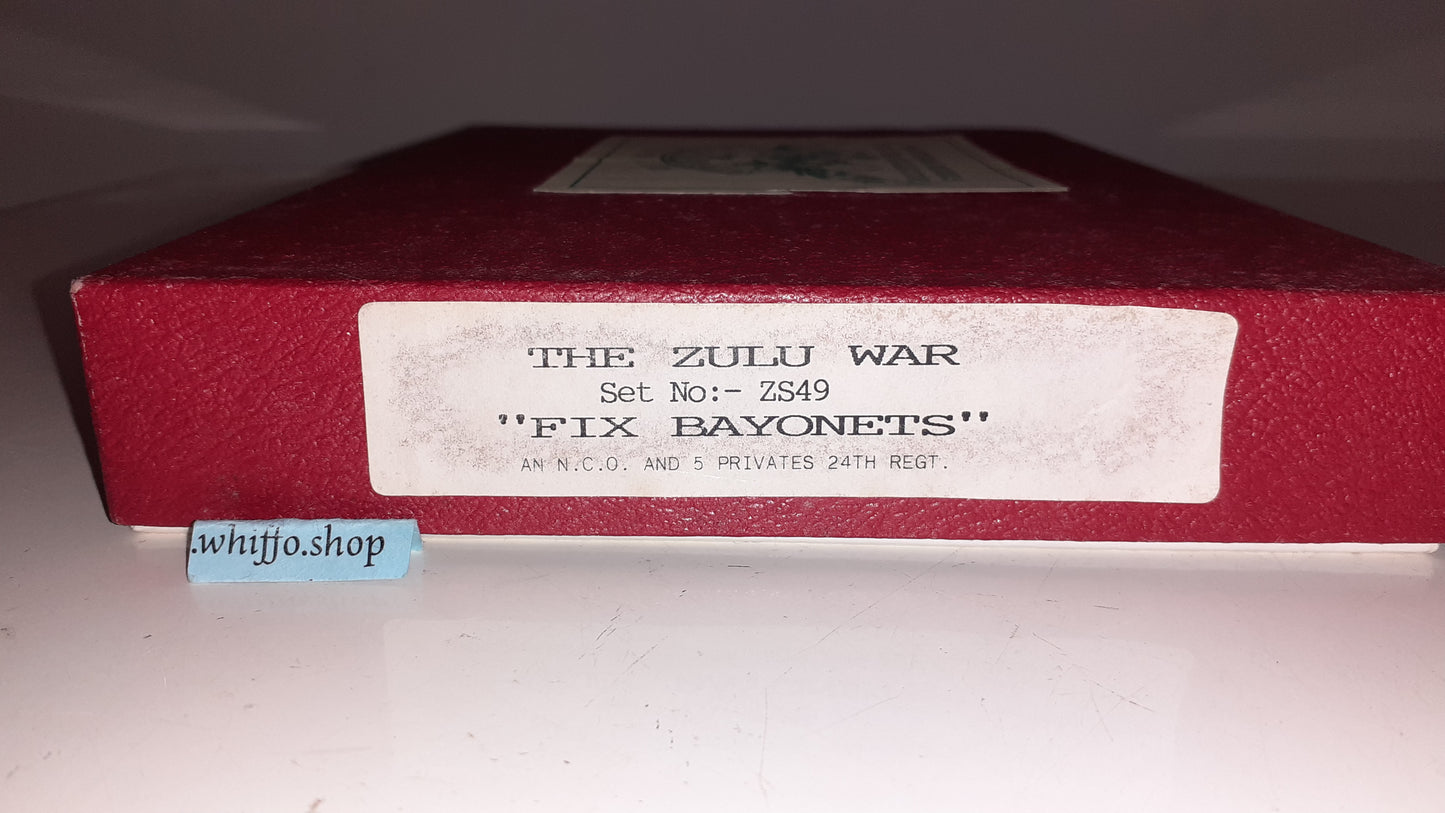 THE ZULU WAR
Set No:- ZS49
"FIX BAYONETS"
AN N.C.O. AND 5 PRIVATES 24TH REGT.
.whiffo.shop